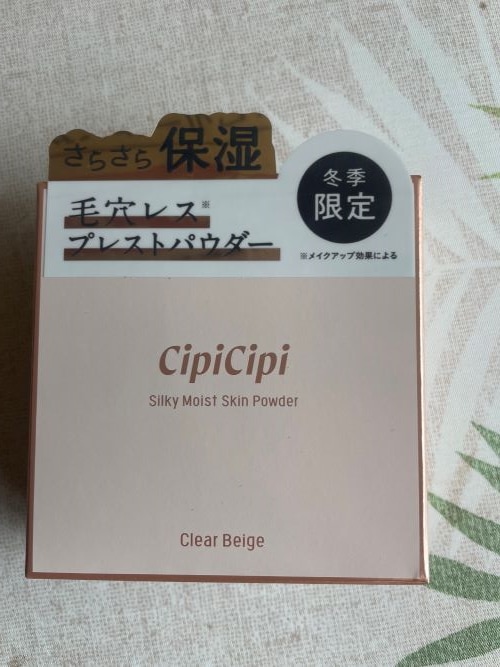 さらさら 保湿
冬季
限定
毛穴レス※
プレストパウダー
※メイクアップ効果による
CipiCipi
Silky Moist Skin Powder
Clear Beige